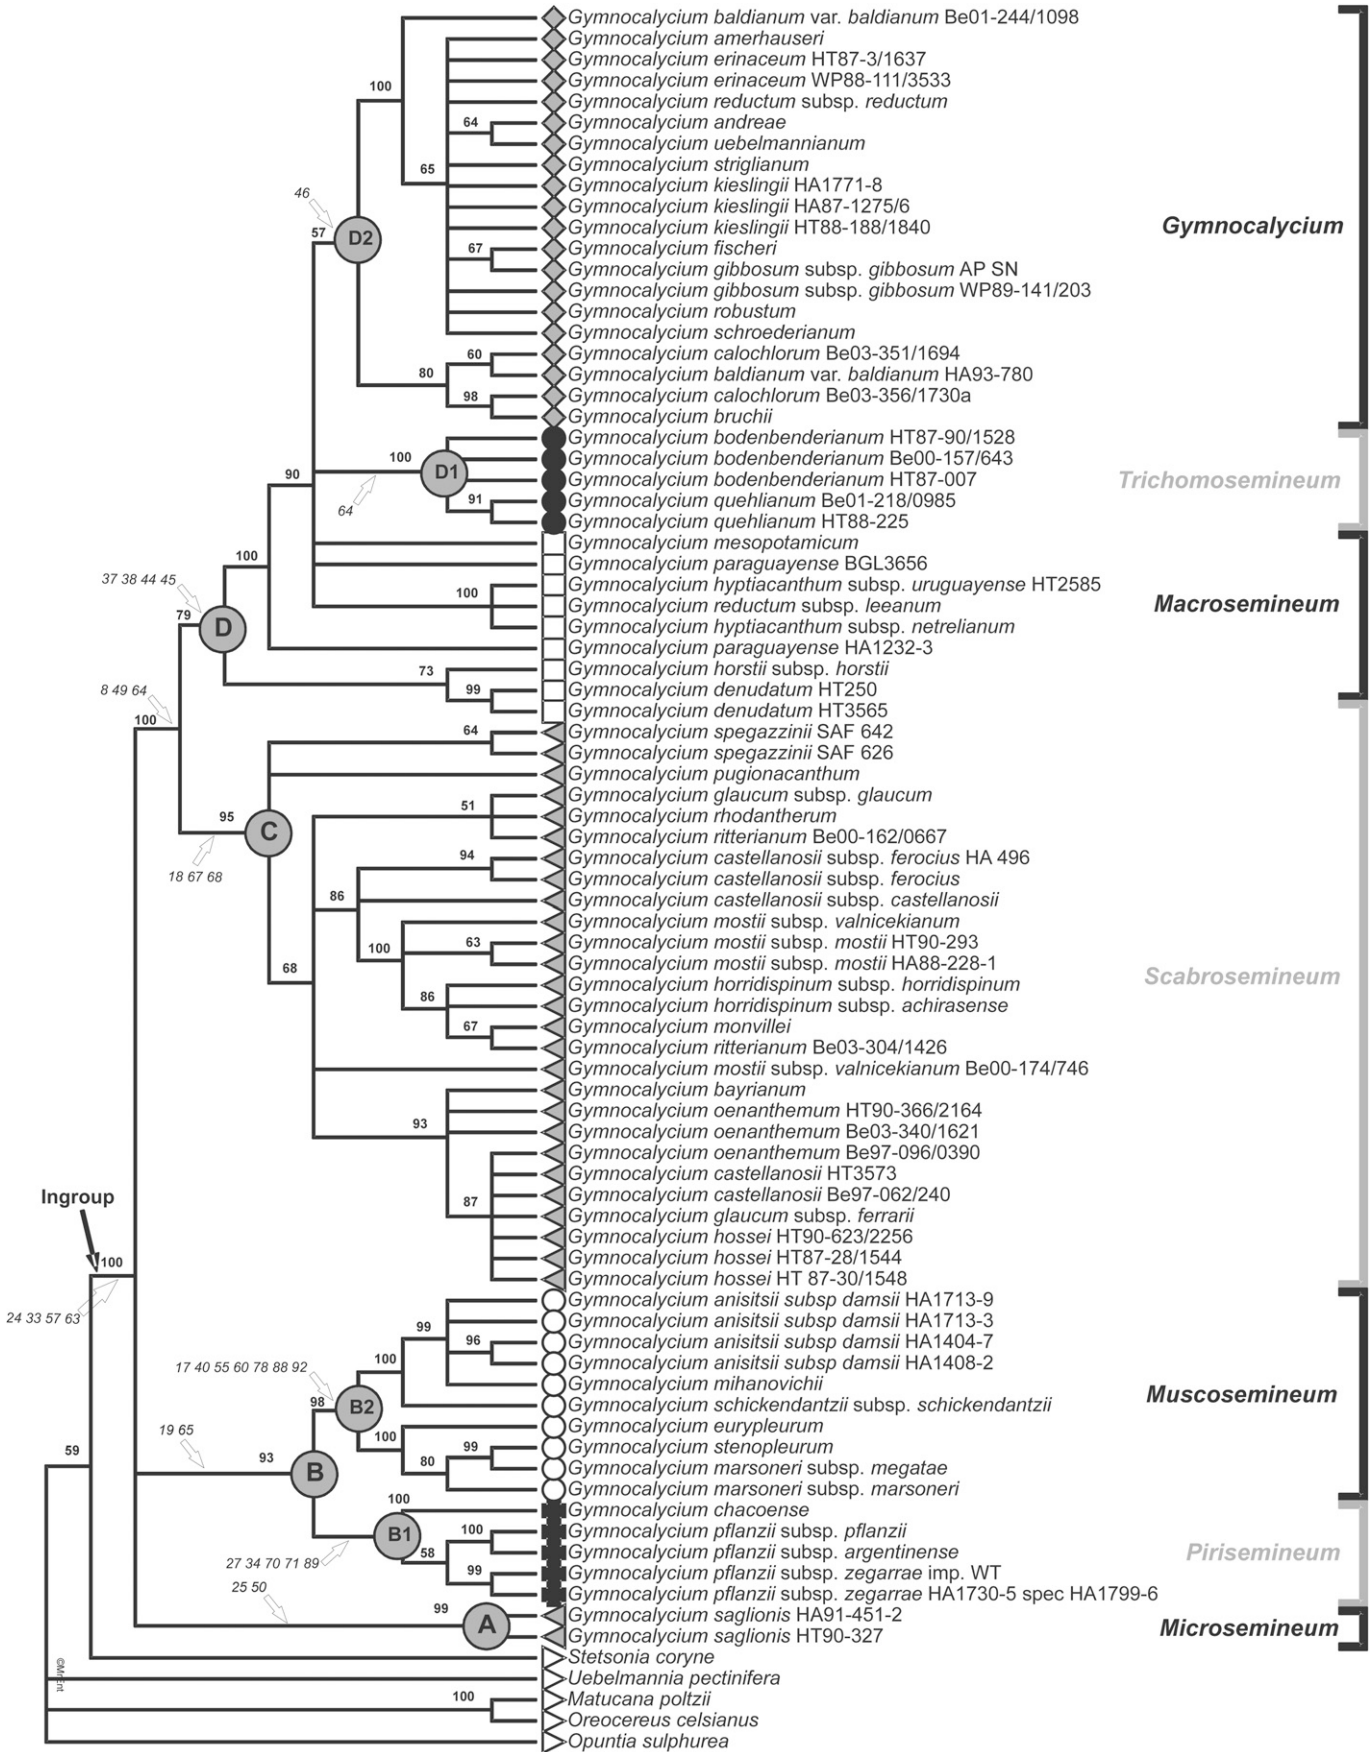 Gymnocalycium baldianum var. baldianum Be01-244/1098
Gymnocalycium amerhauseri
Gymnocalycium erinaceum HT87-3/1637
Gymnocalycium erinaceum WP88-111/3533
100
Gymnocalycium reductum subsp. reductum
64
Gymnocalycium andreae
Gymnocalycium uebelmannianum
65
Gymnocalycium striglianum
Gymnocalycium kieslingii HA1771-8
46
Gymnocalycium kieslingii HA87-1275/6
Gymnocalycium
57
D2
Gymnocalycium kieslingii HT88-188/1840
67
Gymnocalycium fischeri
Gymnocalycium gibbosum subsp. gibbosum AP SN
Gymnocalycium gibbosum subsp. gibbosum WP89-141/203
Gymnocalycium robustum
Gymnocalycium schroederianum
60
Gymnocalycium calochlorum Be03-351/1694
80
Gymnocalycium baldianum var. baldianum HA93-780
98
Gymnocalycium calochlorum Be03-356/1730a
Gymnocalycium bruchii
Gymnocalycium bodenbenderianum HT87-90/1528
100
Gymnocalycium bodenbenderianum Be00-157/643
90
D1
Gymnocalycium bodenbenderianum HT87-007
Trichomosemineum
91
Gymnocalycium quehlianum Be01-218/0985
64
Gymnocalycium quehlianum HT88-225
Gymnocalycium mesopotamicum
100
Gymnocalycium paraguayense BGL3656
37 38 44 45
100
Gymnocalycium hyptiacanthum subsp. uruguayense HT2585
79
Gymnocalycium reductum subsp. leeanum
Macrosemineum
D
Gymnocalycium hyptiacanthum subsp. netrelianum
Gymnocalycium paraguayense HA1232-3
73
Gymnocalycium horstii subsp. horstii
8 49 64
99
Gymnocalycium denudatum HT250
Gymnocalycium denudatum HT3565
100
64
Gymnocalycium spegazzinii SAF 642
Gymnocalycium spegazzinii SAF 626
Gymnocalycium pugionacanthum
Gymnocalycium glaucum subsp. glaucum
95
C
51
Gymnocalycium rhodantherum
Gymnocalycium ritterianum Be00-162/0667
18 67 68
94
Gymnocalycium castellanosii subsp. ferocius HA 496
Gymnocalycium castellanosii subsp. ferocius
86
Gymnocalycium castellanosii subsp. castellanosii
Gymnocalycium mostii subsp. valnicekianum
100
63
Gymnocalycium mostii subsp. mostii HT90-293
Gymnocalycium mostii subsp. mostii HA88-228-1
68
Scabrosemineum
Gymnocalycium horridispinum subsp. horridispinum
86
Gymnocalycium horridispinum subsp. achirasense
67
Gymnocalycium monvillei
Gymnocalycium ritterianum Be03-304/1426
Gymnocalycium mostii subsp. valnicekianum Be00-174/746
Gymnocalycium bayrianum
93
Gymnocalycium oenanthemum HT90-366/2164
Gymnocalycium oenanthemum Be03-340/1621
Gymnocalycium oenanthemum Be97-096/0390
Gymnocalycium castellanosii HT3573
Ingroup
87
Gymnocalycium castellanosii Be97-062/240
Gymnocalycium glaucum subsp. ferrarii
Gymnocalycium hossei HT90-623/2256
100
Gymnocalycium hossei HT87-28/1544
Gymnocalycium hossei HT 87-30/1548
24 33 57 63
Gymnocalycium anisitsii subsp damsii HA1713-9
99
Gymnocalycium anisitsii subsp damsii HA1713-3
96
Gymnocalycium anisitsii subsp damsii HA1404-7
17 40 55 60 78 88 92
100
Gymnocalycium anisitsii subsp damsii HA1408-2
Gymnocalycium mihanovichii
Muscosemineum
98
B2
Gymnocalycium schickendantzii subsp. schickendantzii
19 65
100
Gymnocalycium eurypleurum
59
93
99
Gymnocalycium stenopleurum
B
80
Gymnocalycium marsoneri subsp. megatae
Gymnocalycium marsoneri subsp. marsoneri
100
Gymnocalycium chacoense
B1
100
Gymnocalycium pflanzii subsp. pflanzii
58
Gymnocalycium pflanzii subsp. argentinense
Pirisemineum
27 34 70 71 89
99
Gymnocalycium pflanzii subsp. zegarrae imp. WT
25 50
Gymnocalycium pflanzii subsp. zegarrae HA1730-5 spec HA1799-6
99
A
Gymnocalycium saglionis HA91-451-2
Microsemineum
Gymnocalycium saglionis HT90-327
Stetsonia coryne
Uebelmannia pectinifera
100
Matucana poltzii
Oreocereus celsianus
Opuntia sulphurea